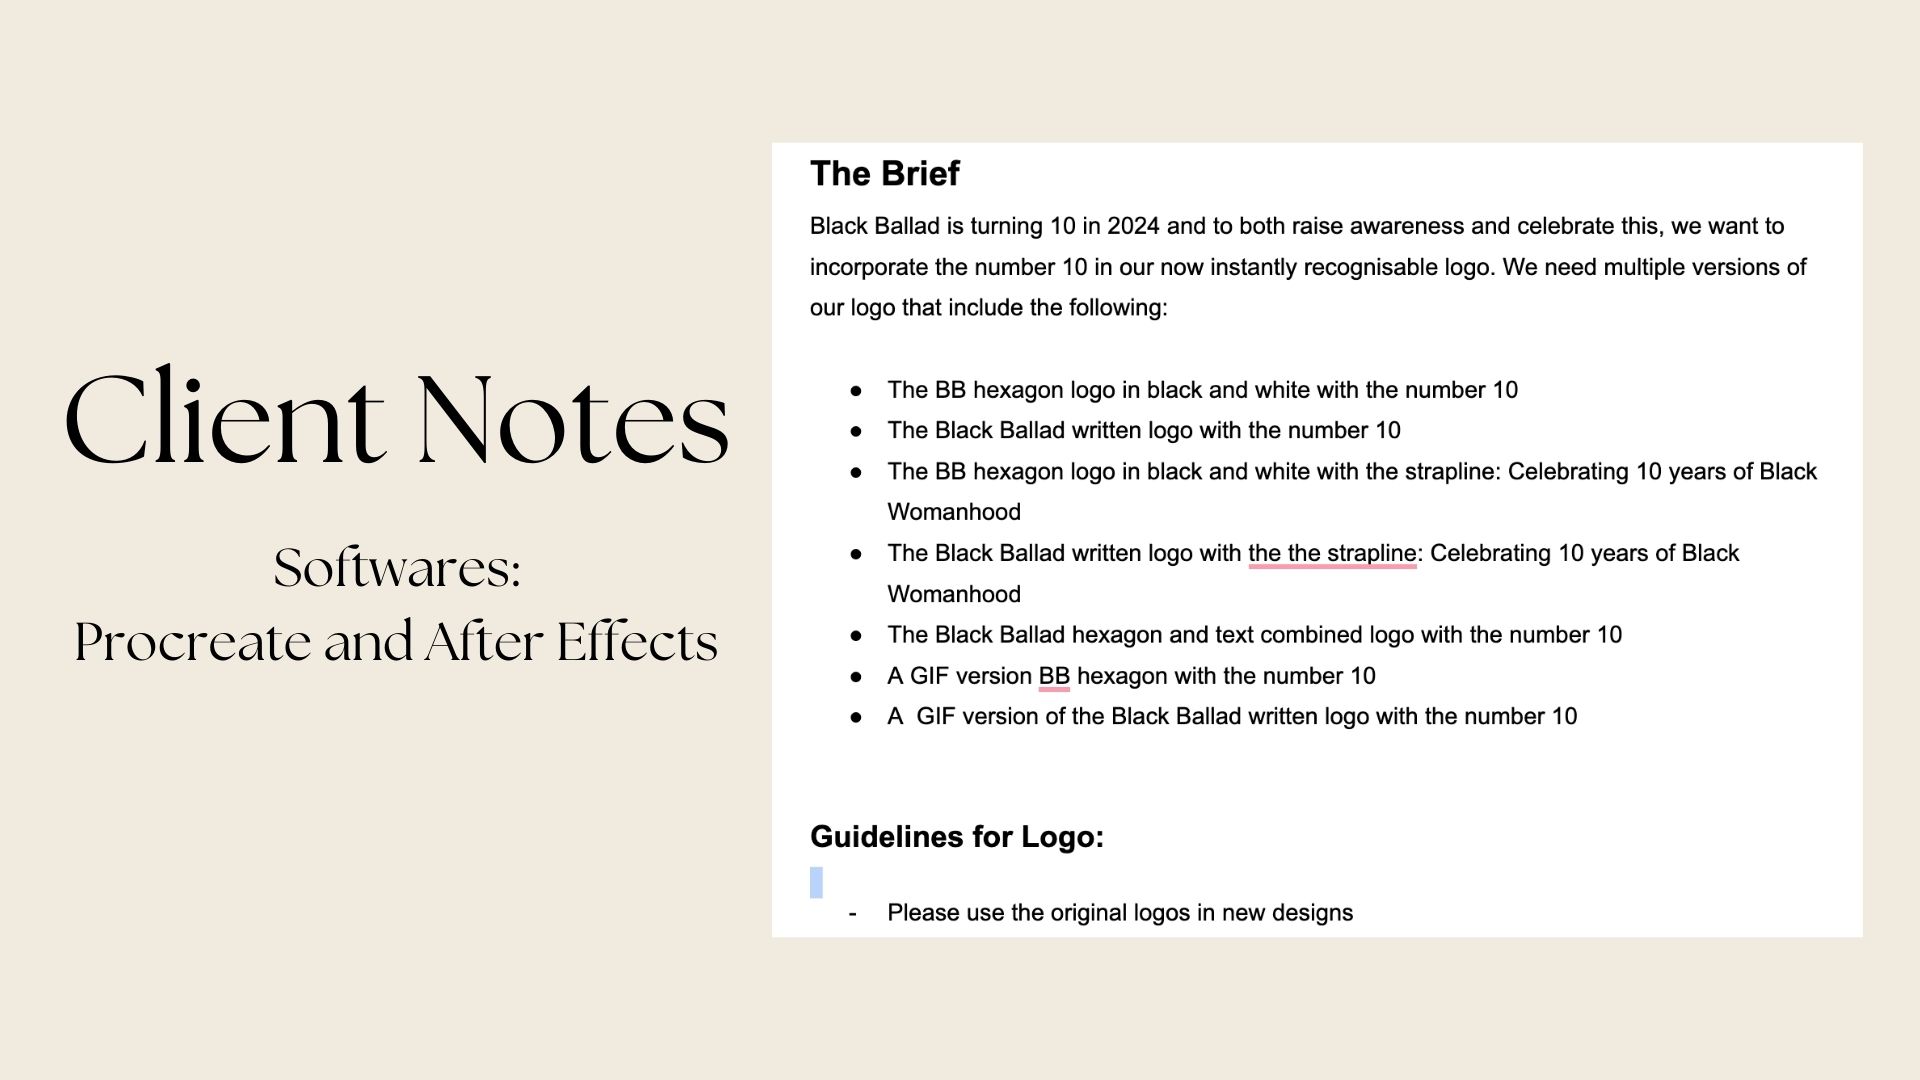 Client Notes
Softwares:
Procreate and After Effects
The Brief
Black Ballad is turning 10 in 2024 and to both raise awareness and celebrate this, we want to
incorporate the number 10 in our now instantly recognisable logo. We need multiple versions of
our logo that include the following:
● The BB hexagon logo in black and white with the number 10
● The Black Ballad written logo with the number 10
● The BB hexagon logo in black and white with the strapline: Celebrating 10 years of Black
Womanhood
● The Black Ballad written logo with the the strapline: Celebrating 10 years of Black
Womanhood
● The Black Ballad hexagon and text combined logo with the number 10
● A GIF version BB hexagon with the number 10
● A  GIF version of the Black Ballad written logo with the number 10
Guidelines for Logo:
- Please use the original logos in new designs